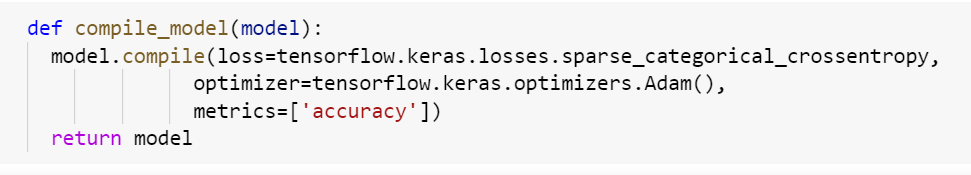 def compile_model(model):
  model.compile(loss=tensorflow.keras.losses.sparse_categorical_crossentropy,
              optimizer=tensorflow.keras.optimizers.Adam(),
              metrics=['accuracy'])
  return model